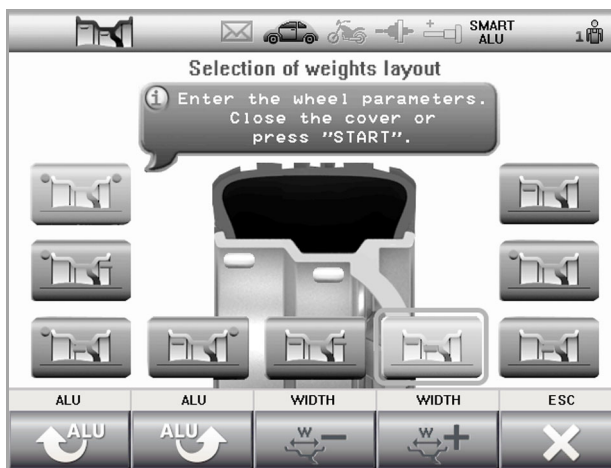 SMART
ALU
1
Selection of weights layout
i Enter the wheel parameters.
Close the cover or
press "START".
ALU
ALU
WIDTH
WIDTH
ESC
ALU
ALU
W
W